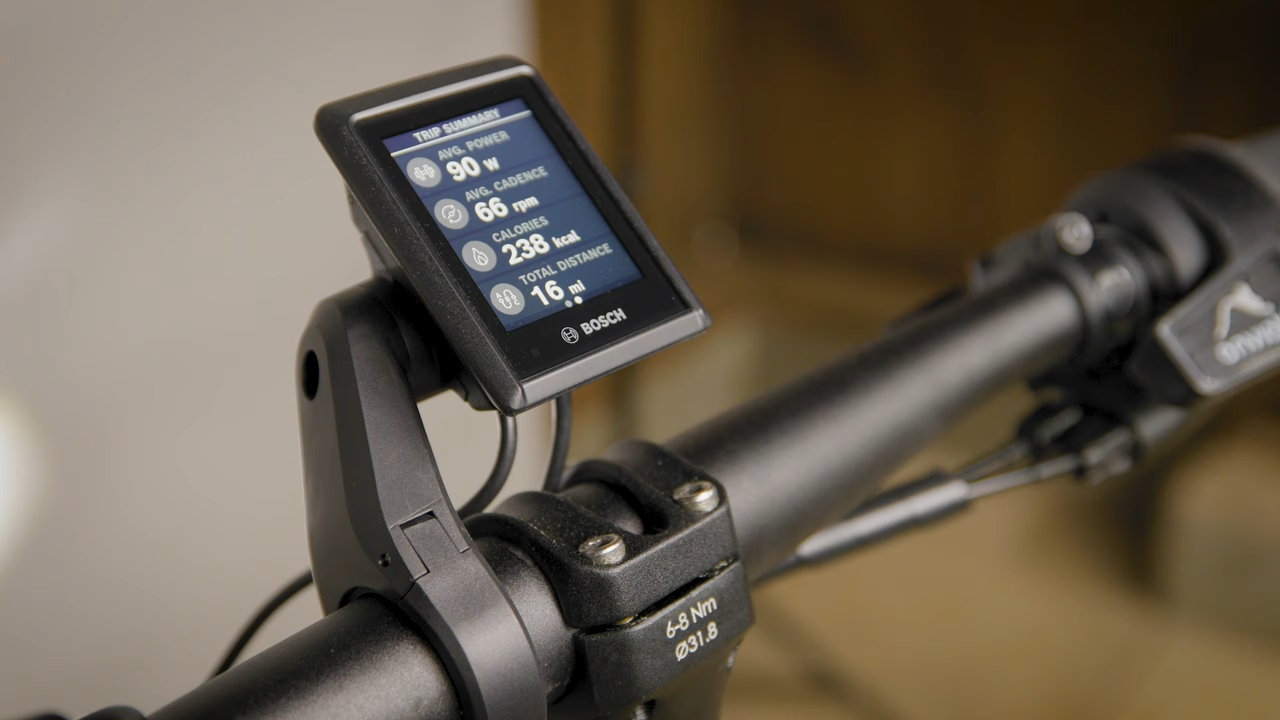 TRIP SUMMARY
AVG. POWER
90 W
AVG. CADENCE
66 rpm
CALORIES
238 kcal
TOTAL DISTANCE
16 mi
BOSCH
6-8 Nm
Ø31.8